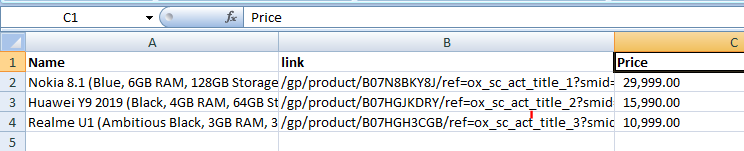 C1 fx Price
A B C
1 Name link Price
2 Nokia 8.1 (Blue, 6GB RAM, 128GB Storage /gp/product/B07N8BKY8J/ref=ox_sc_act_title_1?smid= 29,999.00
3 Huawei Y9 2019 (Black, 4GB RAM, 64GB St /gp/product/B07HGJKDRY/ref=ox_sc_act_title_2?smid= 15,990.00
4 Realme U1 (Ambitious Black, 3GB RAM, 3 /gp/product/B07HGH3CGB/ref=ox_sc_act_title_3?smid 10,999.00
5